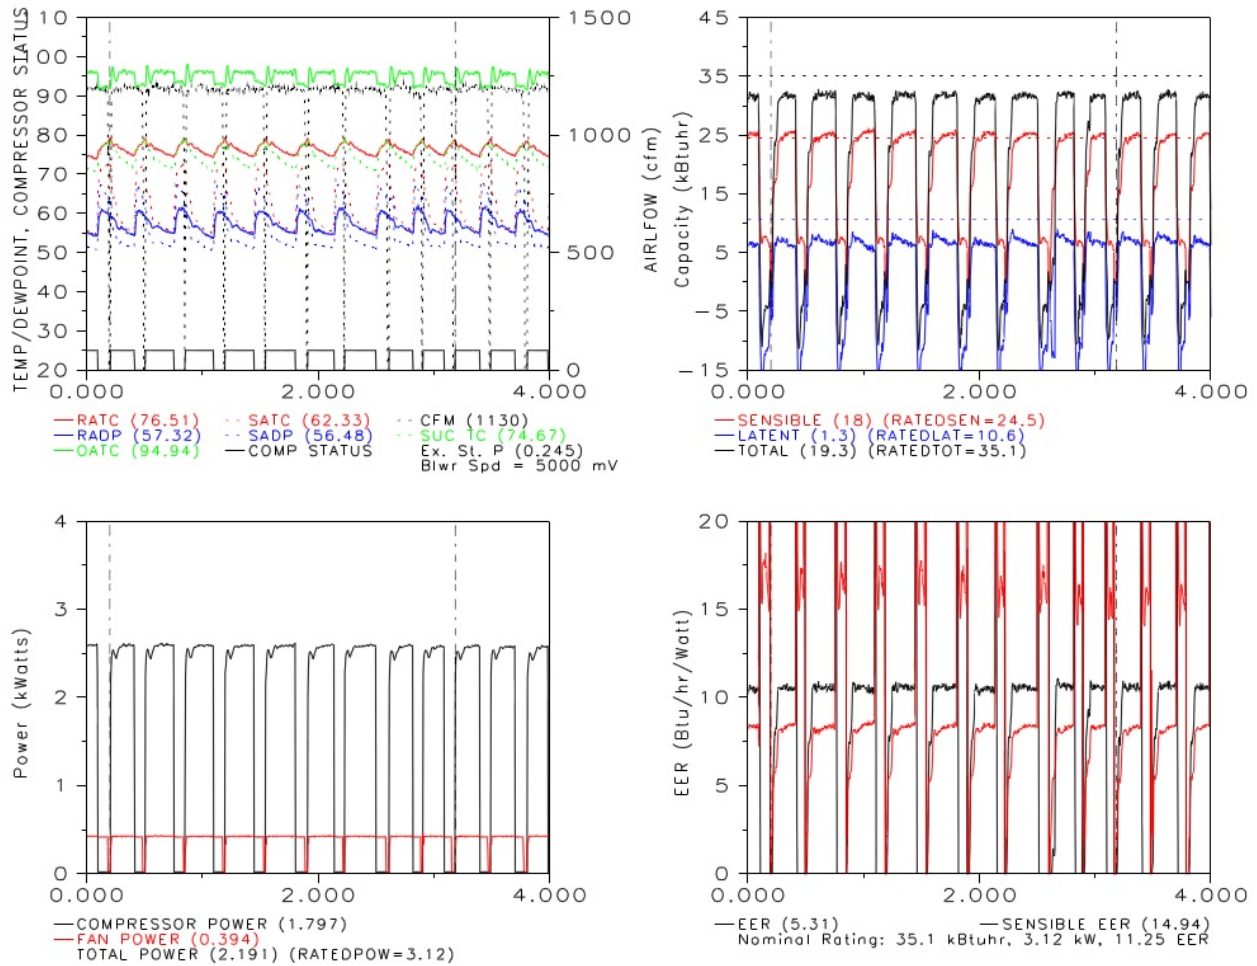 TEMP/DEWPOINT, COMPRESSOR STATUS
110
100
90
80
70
60
50
40
30
20
0.000
2.000
4.000
1500
1000
500
0
AIRLFOW (cfm)
RATC (76.51)
SATC (62.33)
CFM (1130)
RADP (57.32)
SADP (56.48)
SUC TC (74.67)
OATC (94.94)
COMP STATUS
Ex. St. P (0.245)
Blwr Spd = 5000 mV
Capacity (kBtuhr)
45
35
25
15
5
-5
-15
0.000
2.000
4.000
SENSIBLE (18) (RATEDSEN=24.5)
LATENT (1.3) (RATEDLAT=10.6)
TOTAL (19.3) (RATEDTOT=35.1)
Power (kWatts)
4
3
2
1
0
0.000
2.000
4.000
COMPRESSOR POWER (1.797)
FAN POWER (0.394)
TOTAL POWER (2.191) (RATEDPOW=3.12)
EER (Btu/hr/Watt)
20
15
10
5
0
0.000
2.000
4.000
EER (5.31)
SENSIBLE EER (14.94)
Nominal Rating: 35.1 kBtuhr, 3.12 kW, 11.25 EER